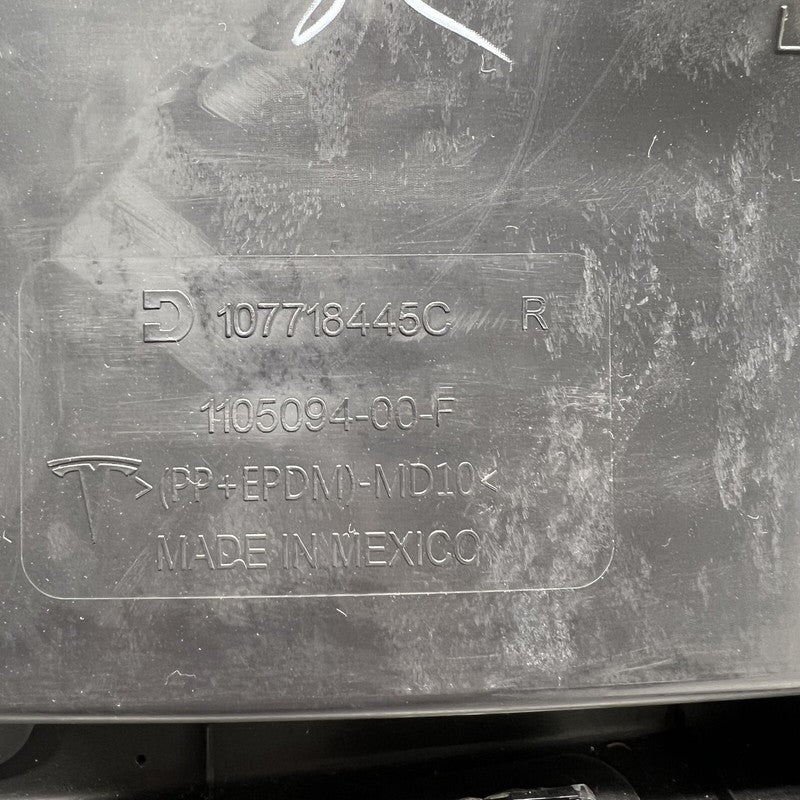 107718445C R
1105094-00-F
>(PP+EPDM)-MD10<
MADE IN MEXICO